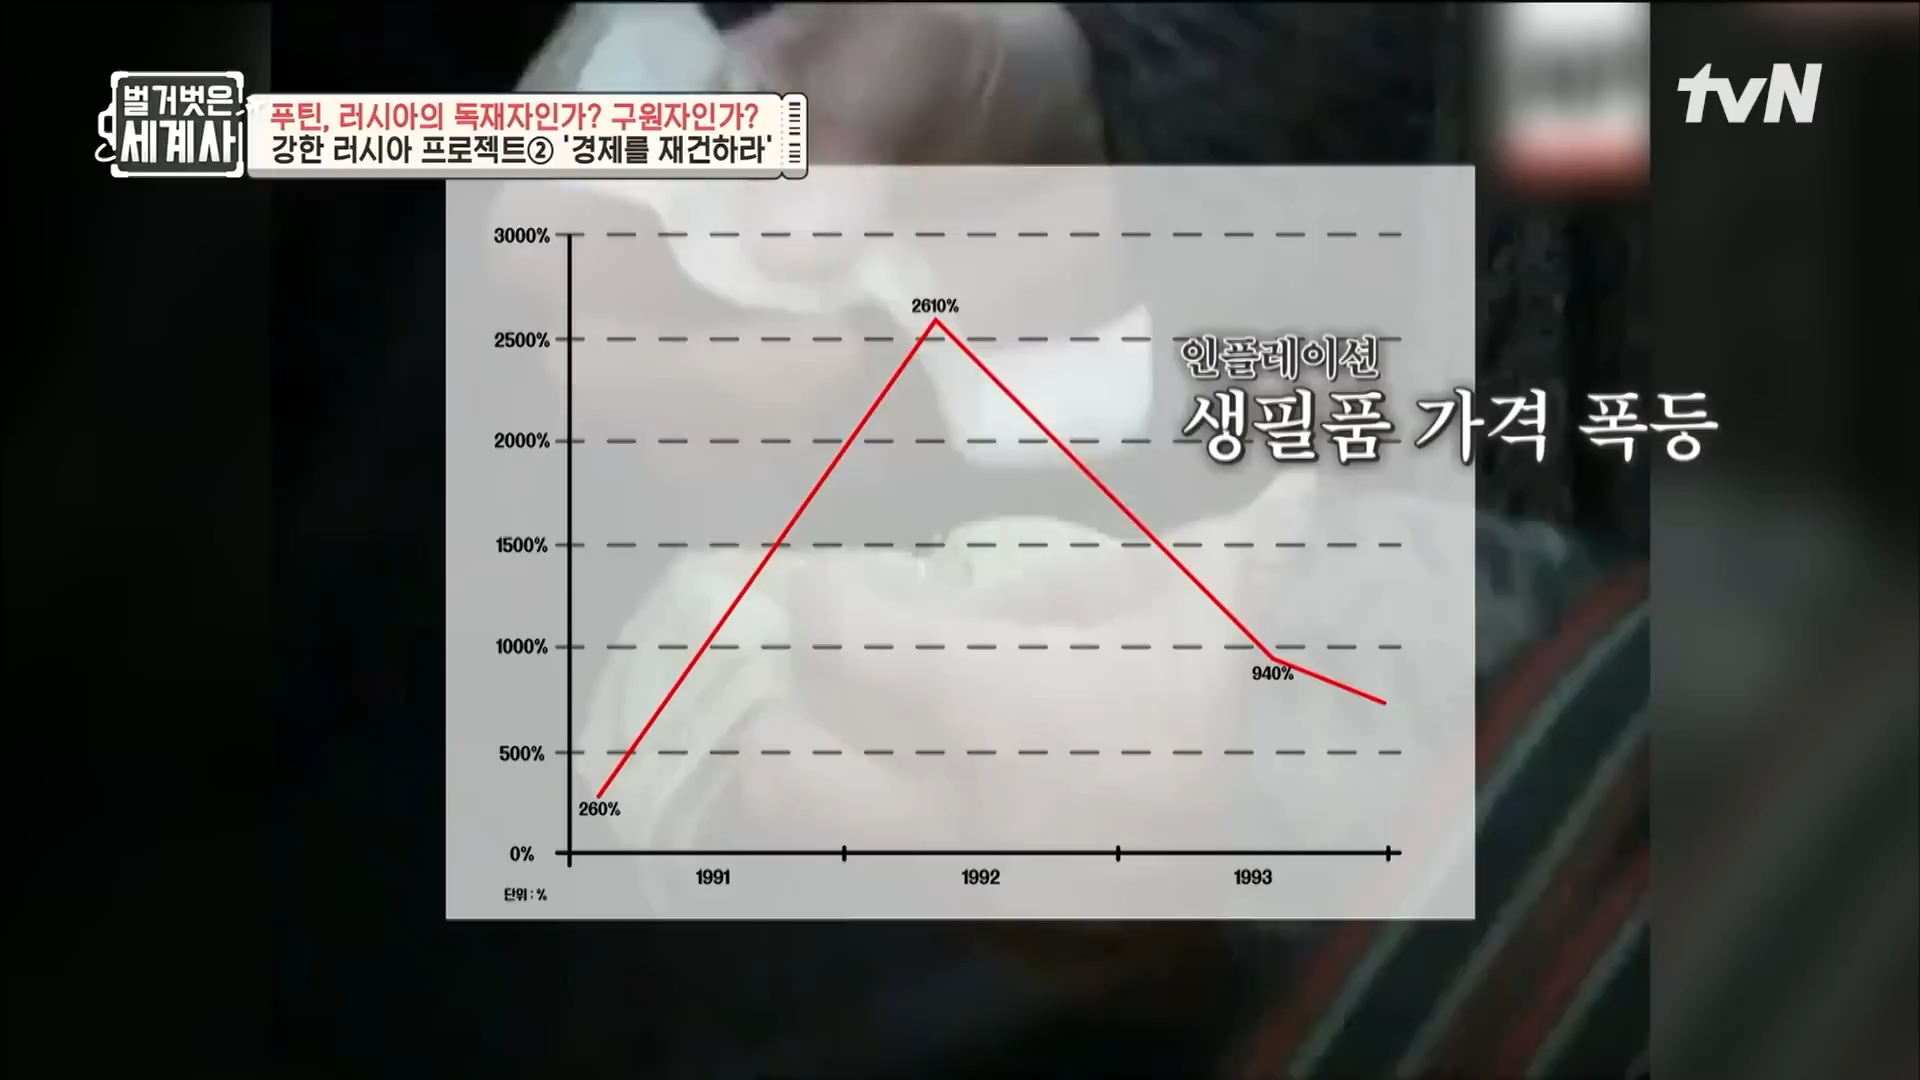 벌거벗은
세계사
푸틴, 러시아의 독재자인가? 구원자인가?
강한 러시아 프로젝트② '경제를 재건하라'
tvN
3000%
2610%
2500%
인플레이션
생필품 가격 폭등
2000%
1500%
1000%
940%
500%
260%
0%
1991
1992
1993
단위 : %